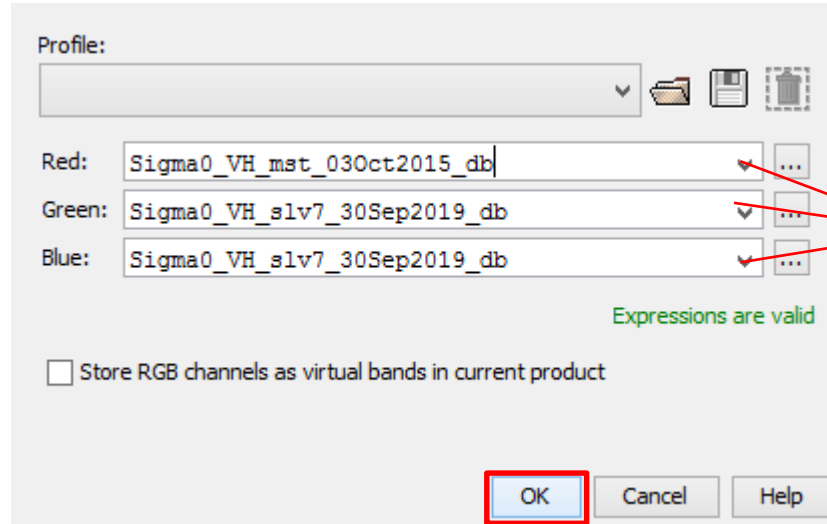 Profile:
Red: Sigma0_VH_mst_03Oct2015_db ...
Green: Sigma0_VH_slv7_30Sep2019_db ...
Blue: Sigma0_VH_slv7_30Sep2019_db ...
Expressions are valid
Store RGB channels as virtual bands in current product
OK Cancel Help